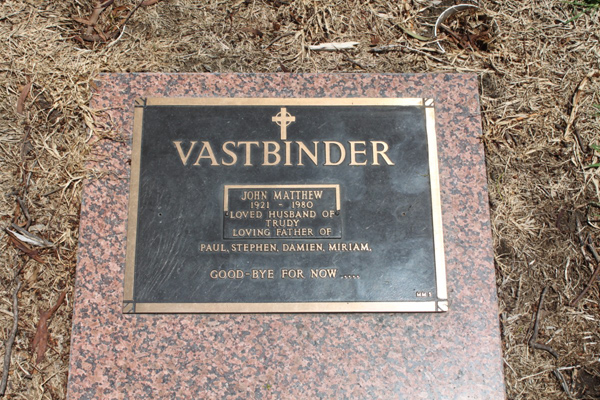 VASTBINDER
JOHN MATTHEW
1921 - 1980
LOVED HUSBAND OF
TRUDY
LOVING FATHER OF
PAUL, STEPHEN, DAMIEN, MIRIAM.
GOOD-BYE FOR NOW .....